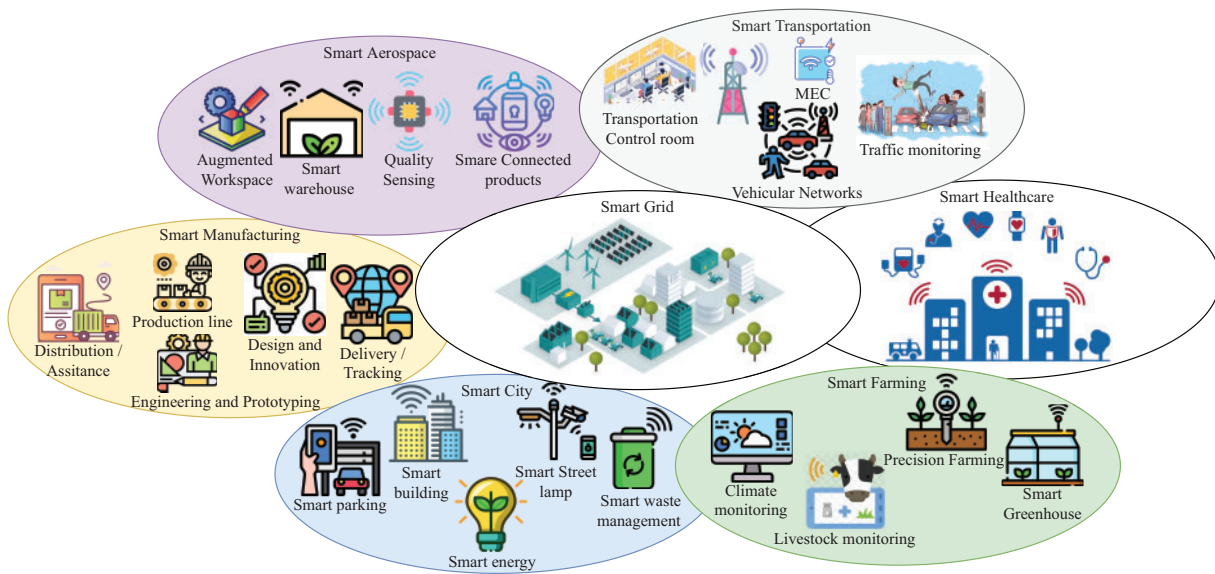 Smart Aerospace
Augmented
Workspace
Smart
warehouse
Quality
Sensing
Smare Connected
products
Smart Transportation
Transportation
Control room
MEC
Vehicular Networks
Traffic monitoring
Smart Manufacturing
Distribution /
Assitance
Production line
Engineering and Prototyping
Design and
Innovation
Delivery /
Tracking
Smart Grid
Smart Healthcare
Smart City
Smart parking
Smart
building
Smart energy
Smart Street
lamp
Smart waste
management
Smart Farming
Climate
monitoring
Livestock monitoring
Precision Farming
Smart
Greenhouse